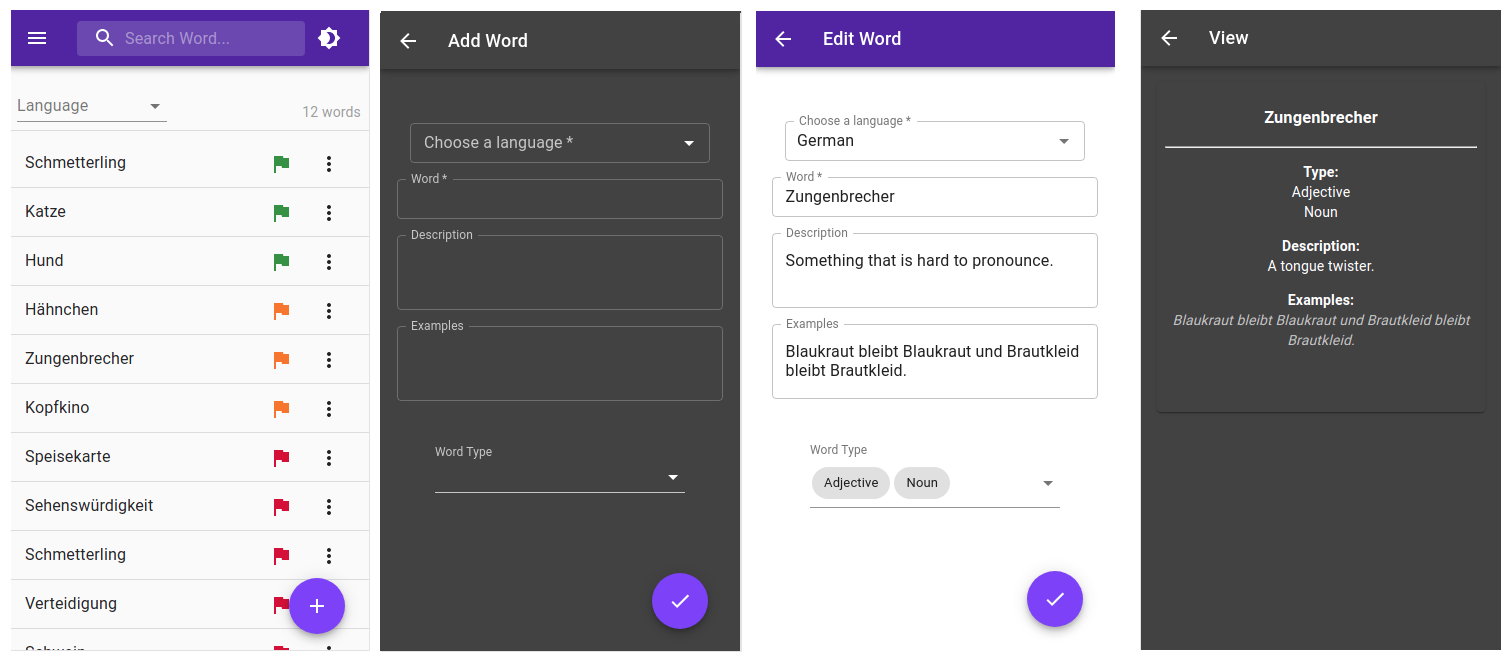 Search Word...
Language
12 words
Schmetterling
Katze
Hund
Hähnchen
Zungenbrecher
Kopfkino
Speisekarte
Sehenswürdigkeit
Schmetterling
Verteidigung
Schwein
Add Word
Choose a language *
Word *
Description
Examples
Word Type
Edit Word
Choose a language *
German
Word *
Zungenbrecher
Description
Something that is hard to pronounce.
Examples
Blaukraut bleibt Blaukraut und Brautkleid
bleibt Brautkleid.
Word Type
Adjective Noun
View
Zungenbrecher
Type:
Adjective
Noun
Description:
A tongue twister.
Examples:
Blaukraut bleibt Blaukraut und Brautkleid bleibt
Brautkleid.